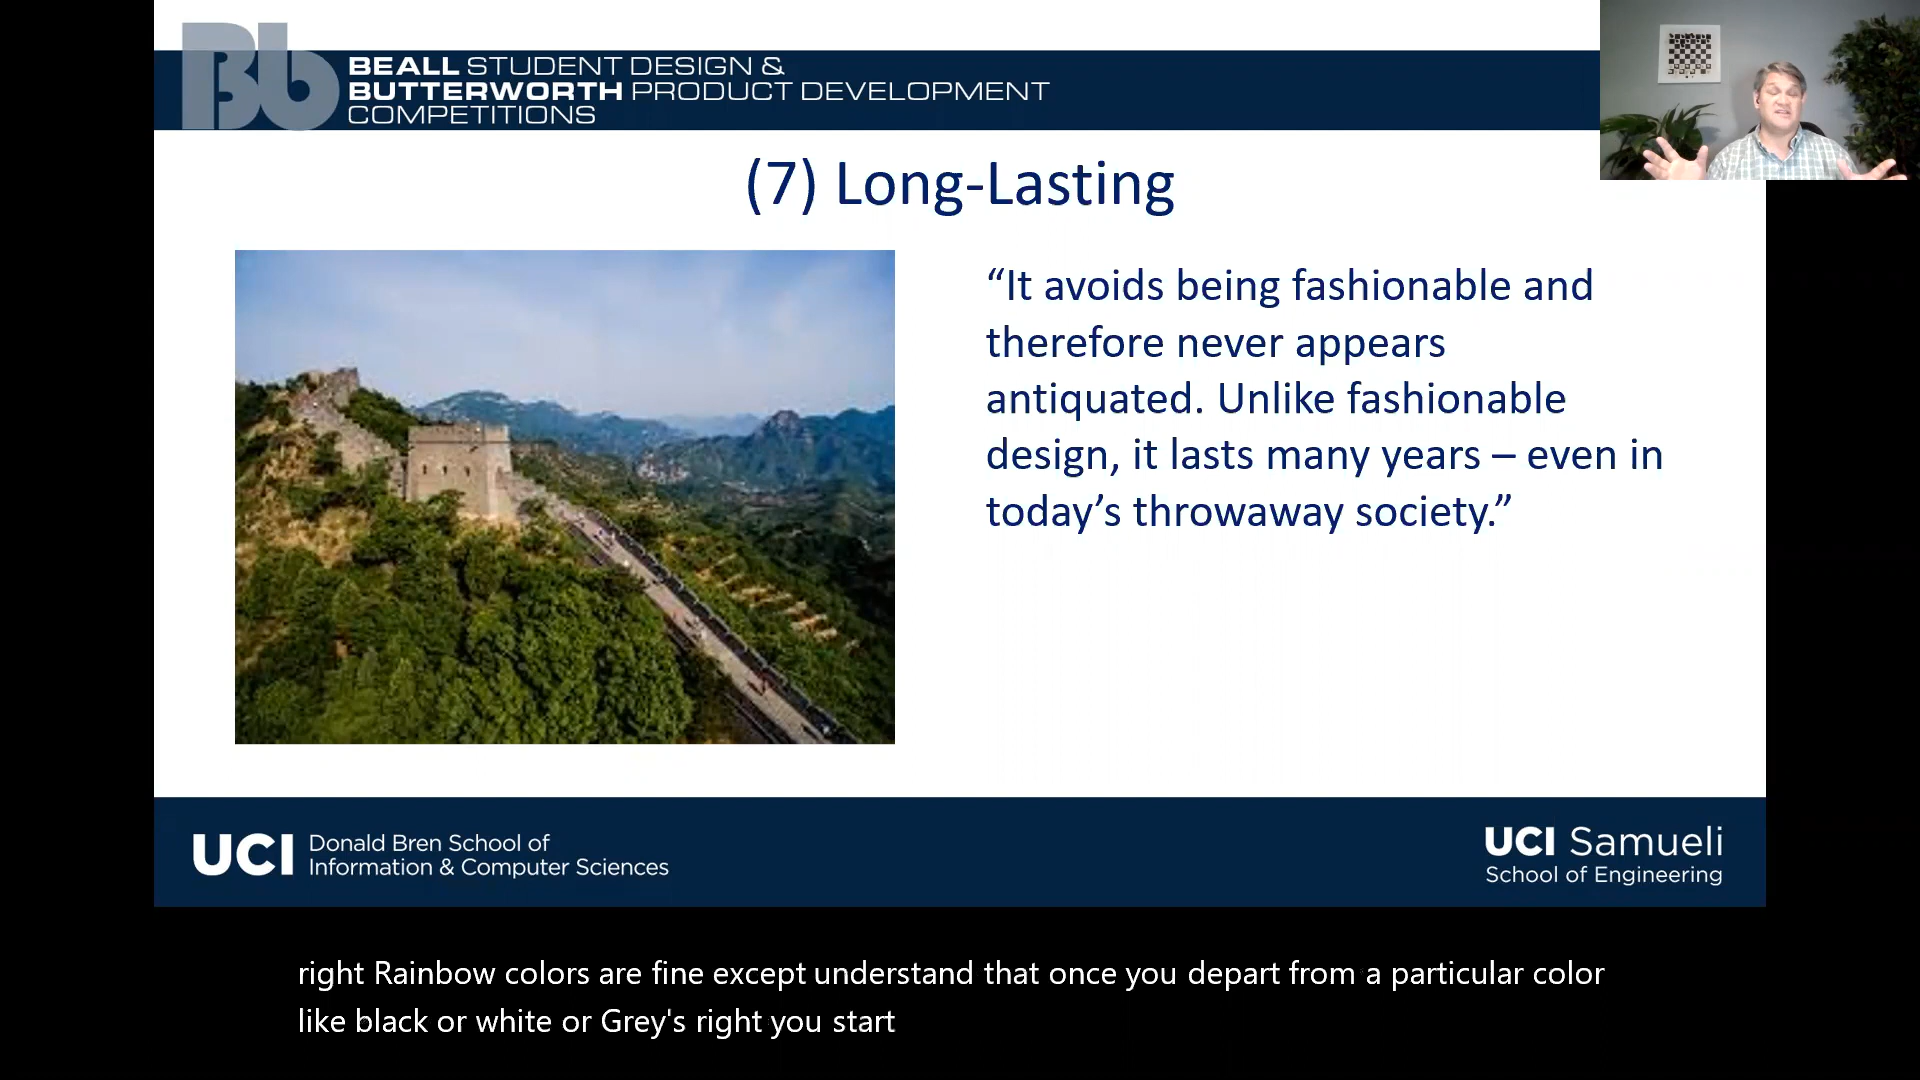 Bb
BEALL STUDENT DESIGN &
BUTTERWORTH PRODUCT DEVELOPMENT
COMPETITIONS
(7) Long-Lasting
“It avoids being fashionable and
therefore never appears
antiquated. Unlike fashionable
design, it lasts many years – even in
today’s throwaway society.”
UCI Donald Bren School of
Information & Computer Sciences
UCI Samueli
School of Engineering
right Rainbow colors are fine except understand that once you depart from a particular color
like black or white or Grey's right you start